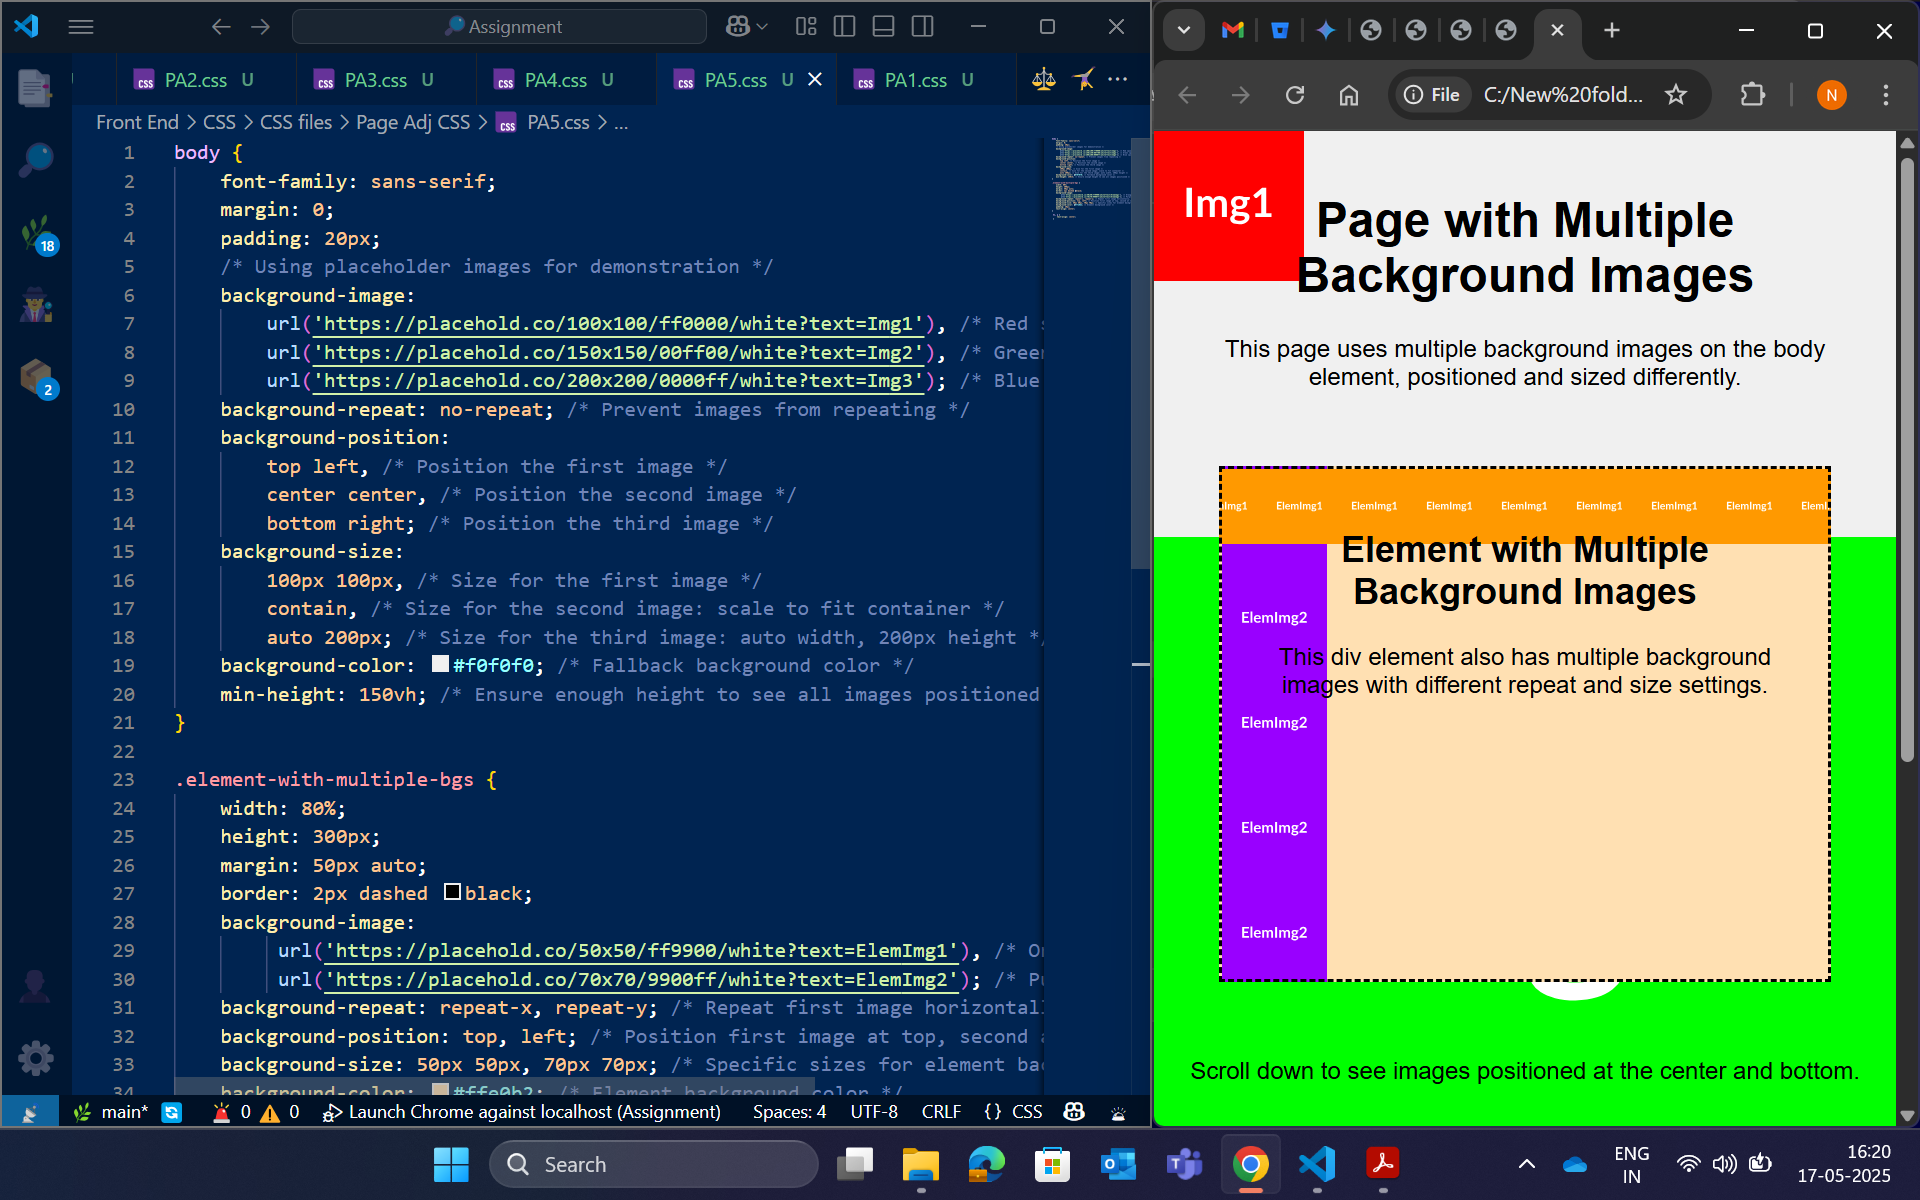 Assignment
PA2.css U
PA3.css U
PA4.css U
PA5.css U
PA1.css U
Front End > CSS > CSS files > Page Adj CSS > PA5.css > ...
1 body {
2 font-family: sans-serif;
3 margin: 0;
4 padding: 20px;
5 /* Using placeholder images for demonstration */
6 background-image:
7 url('https://placehold.co/100x100/ff0000/white?text=Img1'), /* Red
8 url('https://placehold.co/150x150/00ff00/white?text=Img2'), /* Green
9 url('https://placehold.co/200x200/0000ff/white?text=Img3'); /* Blue
10 background-repeat: no-repeat; /* Prevent images from repeating */
11 background-position:
12 top left, /* Position the first image */
13 center center, /* Position the second image */
14 bottom right; /* Position the third image */
15 background-size:
16 100px 100px, /* Size for the first image */
17 contain, /* Size for the second image: scale to fit container */
18 auto 200px; /* Size for the third image: auto width, 200px height */
19 background-color: #f0f0f0; /* Fallback background color */
20 min-height: 150vh; /* Ensure enough height to see all images positioned
21 }
22
23 .element-with-multiple-bgs {
24 width: 80%;
25 height: 300px;
26 margin: 50px auto;
27 border: 2px dashed black;
28 background-image:
29 url('https://placehold.co/50x50/ff9900/white?text=ElemImg1'), /*
30 url('https://placehold.co/70x70/9900ff/white?text=ElemImg2'); /*
31 background-repeat: repeat-x, repeat-y; /* Repeat first image
32 background-position: top, left; /* Position first image at top, second
33 background-size: 50px 50px, 70px 70px; /* Specific sizes for element
34 background-color: #ffe0b2; /* Element background color */
18
2
main* 0 0 Launch Chrome against localhost (Assignment) Spaces: 4 UTF-8 CRLF {} CSS
File C:/New%20fold...
N
Img1
Page with Multiple
Background Images
This page uses multiple background images on the body
element, positioned and sized differently.
Img1 ElemImg1 ElemImg1 ElemImg1 ElemImg1 ElemImg1 ElemImg1 ElemImg1 Elem
Element with Multiple
Background Images
ElemImg2
This div element also has multiple background
images with different repeat and size settings.
ElemImg2
ElemImg2
ElemImg2
Scroll down to see images positioned at the center and bottom.
Search
ENG
IN
16:20
17-05-2025